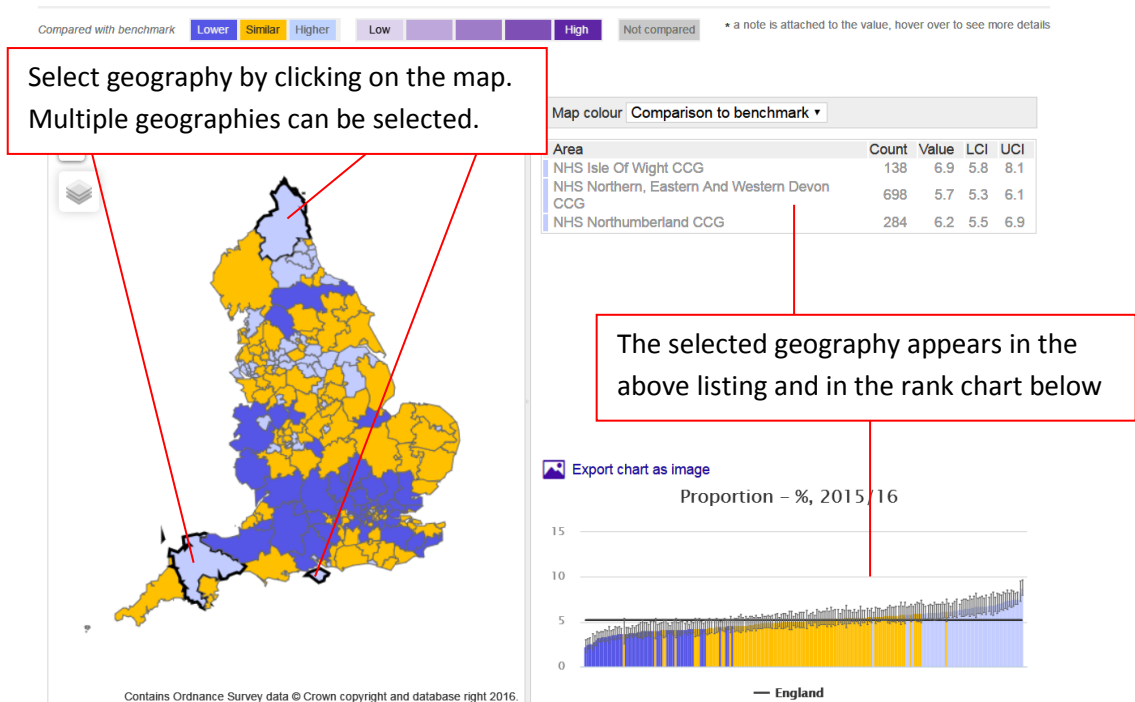 Compared with benchmark Lower Similar Higher Low High Not compared * a note is attached to the value, hover over to see more details
Select geography by clicking on the map.
Multiple geographies can be selected.
Map colour Comparison to benchmark ▾
Area Count Value LCI UCI
NHS Isle Of Wight CCG 138 6.9 5.8 8.1
NHS Northern, Eastern And Western Devon
CCG 698 5.7 5.3 6.1
NHS Northumberland CCG 284 6.2 5.5 6.9
The selected geography appears in the
above listing and in the rank chart below
Export chart as image
Proportion – %, 2015/16
15
10
5
0
England
Contains Ordnance Survey data © Crown copyright and database right 2016.